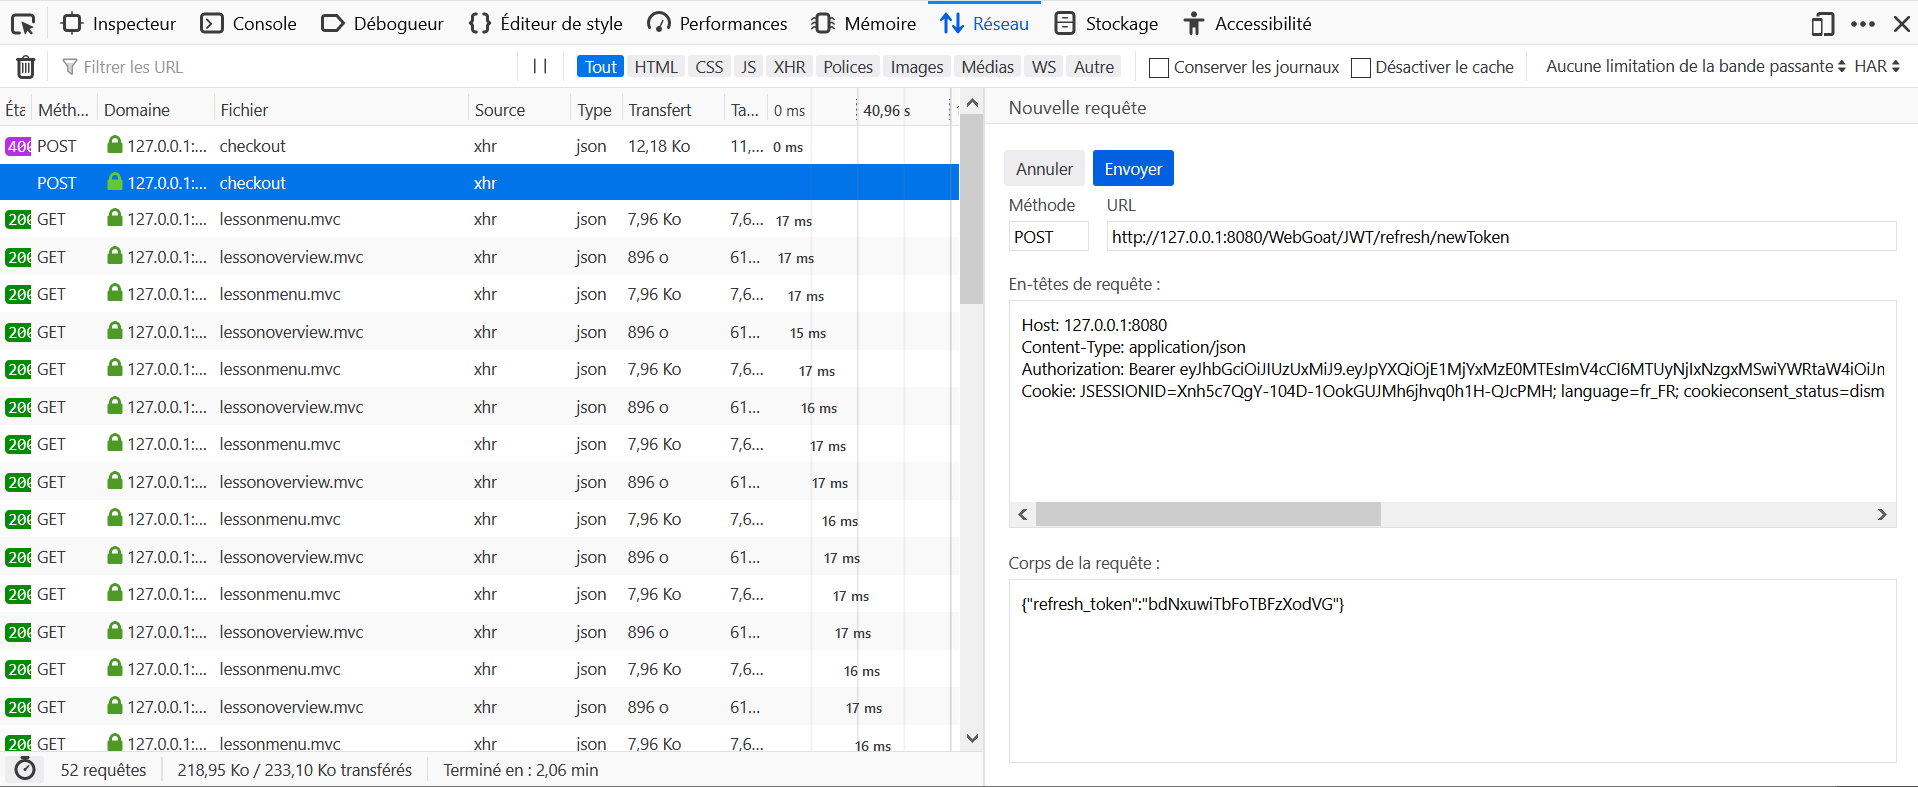 Inspecteur Console Débogueur Éditeur de style Performances Mémoire Réseau Stockage Accessibilité
Filtrer les URL Tout HTML CSS JS XHR Polices Images Médias WS Autre Conserver les journaux Désactiver le cache Aucune limitation de la bande passante HAR
Éta Méth... Domaine Fichier Source Type Transfert Ta... 0 ms 40,96 s
400 POST 127.0.0.1:... checkout xhr json 12,18 Ko 11,... 0 ms
POST 127.0.0.1:... checkout xhr
200 GET 127.0.0.1:... lessonmenu.mvc xhr json 7,96 Ko 7,6... 17 ms
200 GET 127.0.0.1:... lessonoverview.mvc xhr json 896 o 61... 17 ms
200 GET 127.0.0.1:... lessonmenu.mvc xhr json 7,96 Ko 7,6... 17 ms
200 GET 127.0.0.1:... lessonoverview.mvc xhr json 896 o 61... 15 ms
200 GET 127.0.0.1:... lessonmenu.mvc xhr json 7,96 Ko 7,6... 17 ms
200 GET 127.0.0.1:... lessonoverview.mvc xhr json 896 o 61... 16 ms
200 GET 127.0.0.1:... lessonmenu.mvc xhr json 7,96 Ko 7,6... 17 ms
200 GET 127.0.0.1:... lessonoverview.mvc xhr json 896 o 61... 17 ms
200 GET 127.0.0.1:... lessonmenu.mvc xhr json 7,96 Ko 7,6... 16 ms
200 GET 127.0.0.1:... lessonoverview.mvc xhr json 896 o 61... 17 ms
200 GET 127.0.0.1:... lessonmenu.mvc xhr json 7,96 Ko 7,6... 17 ms
200 GET 127.0.0.1:... lessonoverview.mvc xhr json 896 o 61... 17 ms
200 GET 127.0.0.1:... lessonmenu.mvc xhr json 7,96 Ko 7,6... 16 ms
200 GET 127.0.0.1:... lessonoverview.mvc xhr json 896 o 61... 17 ms
200 GET 127.0.0.1:... lessonmenu.mvc xhr json 7,96 Ko 7,6... 16 ms
52 requêtes 218,95 Ko / 233,10 Ko transférés Terminé en : 2,06 min
Nouvelle requête
Annuler Envoyer
Méthode URL
POST http://127.0.0.1:8080/WebGoat/JWT/refresh/newToken
En-têtes de requête :
Host: 127.0.0.1:8080
Content-Type: application/json
Authorization: Bearer eyJhbGciOiJIUzUxMiJ9.eyJpYXQiOjE1MjYxMzE0MTEsImV4cCI6MTUyNjIxNzgxMSwiYWRtaW4iOiJm
Cookie: JSESSIONID=Xnh5c7QgY-104D-1OokGUJMh6jhvq0h1H-QJcPMH; language=fr_FR; cookieconsent_status=dism
Corps de la requête :
{"refresh_token":"bdNxuwiTbFoTBFzXodVG"}